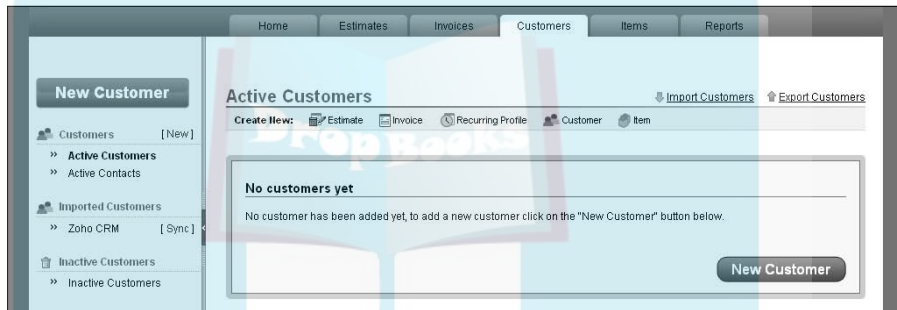 Home Estimates Invoices Customers Items Reports
New Customer
Customers [New]
» Active Customers
» Active Contacts
Imported Customers
» Zoho CRM [Sync]
Inactive Customers
» Inactive Customers
Active Customers
Import Customers Export Customers
Create New: Estimate Invoice Recurring Profile Customer Item
No customers yet
No customer has been added yet, to add a new customer click on the "New Customer" button below.
New Customer
DropBooks